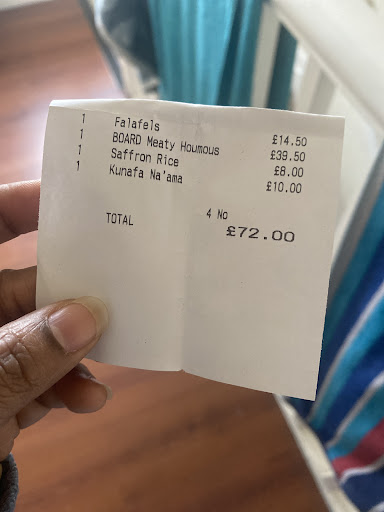 1 Falafels £14.50
1 BOARD Meaty Houmous £39.50
1 Saffron Rice £8.00
1 Kunafa Na'ama £10.00
4 No
TOTAL £72.00